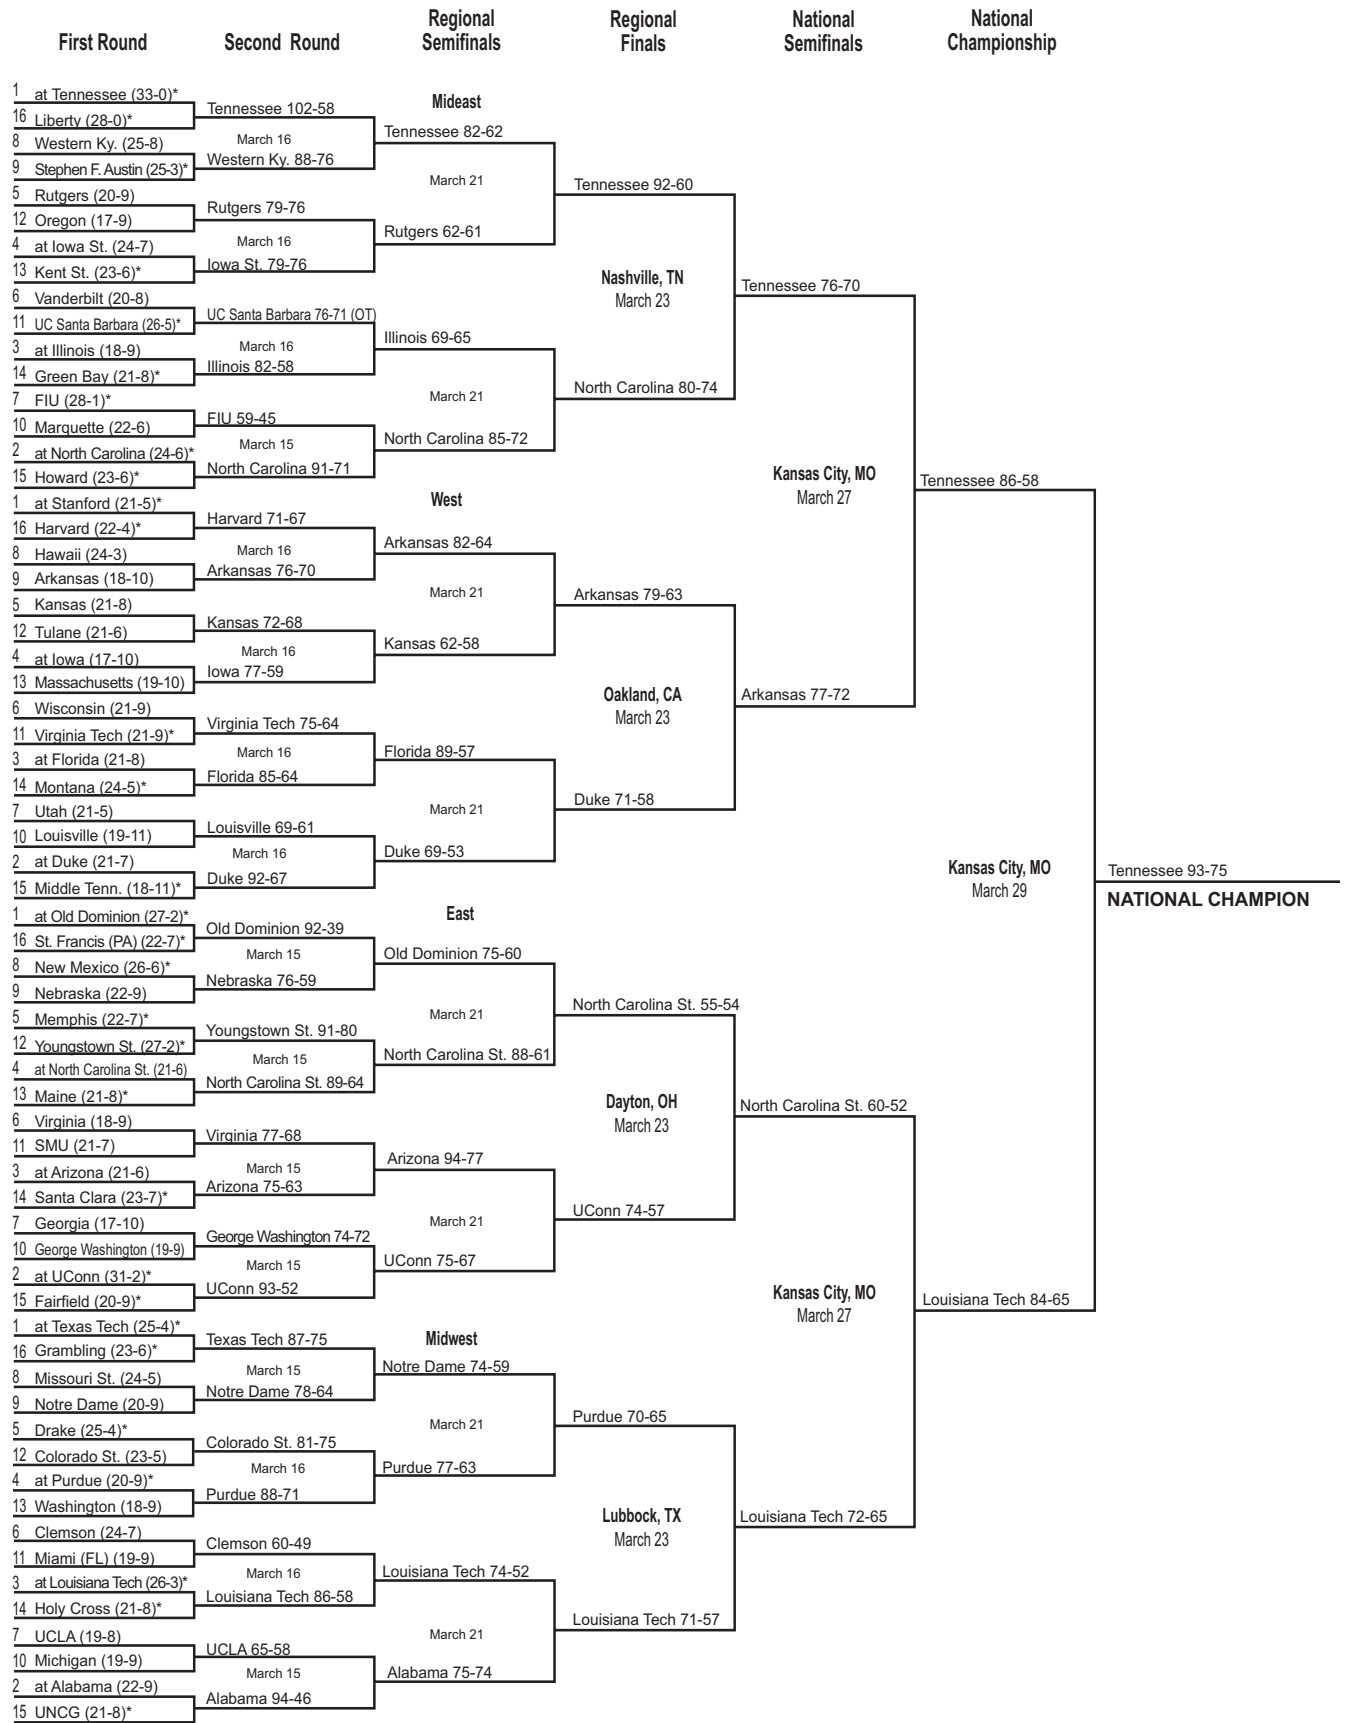 First Round
Second Round
Regional
Semifinals
Regional
Finals
National
Semifinals
National
Championship
1 at Tennessee (33-0)*
16 Liberty (28-0)*
8 Western Ky. (25-8)
9 Stephen F. Austin (25-3)*
5 Rutgers (20-9)
12 Oregon (17-9)
4 at Iowa St. (24-7)
13 Kent St. (23-6)*
6 Vanderbilt (20-8)
11 UC Santa Barbara (26-5)*
3 at Illinois (18-9)
14 Green Bay (21-8)*
7 FIU (28-1)*
10 Marquette (22-6)
2 at North Carolina (24-6)*
15 Howard (23-6)*
1 at Stanford (21-5)*
16 Harvard (22-4)*
8 Hawaii (24-3)
9 Arkansas (18-10)
5 Kansas (21-8)
12 Tulane (21-6)
4 at Iowa (17-10)
13 Massachusetts (19-10)
6 Wisconsin (21-9)
11 Virginia Tech (21-9)*
3 at Florida (21-8)
14 Montana (24-5)*
7 Utah (21-5)
10 Louisville (19-11)
2 at Duke (21-7)
15 Middle Tenn. (18-11)*
1 at Old Dominion (27-2)*
16 St. Francis (PA) (22-7)*
8 New Mexico (26-6)*
9 Nebraska (22-9)
5 Memphis (22-7)*
12 Youngstown St. (27-2)*
4 at North Carolina St. (21-6)
13 Maine (21-8)*
6 Virginia (18-9)
11 SMU (21-7)
3 at Arizona (21-6)
14 Santa Clara (23-7)*
7 Georgia (17-10)
10 George Washington (19-9)
2 at UConn (31-2)*
15 Fairfield (20-9)*
1 at Texas Tech (25-4)*
16 Grambling (23-6)*
8 Missouri St. (24-5)
9 Notre Dame (20-9)
5 Drake (25-4)*
12 Colorado St. (23-5)
4 at Purdue (20-9)*
13 Washington (18-9)
6 Clemson (24-7)
11 Miami (FL) (19-9)
3 at Louisiana Tech (26-3)*
14 Holy Cross (21-8)*
7 UCLA (19-8)
10 Michigan (19-9)
2 at Alabama (22-9)
15 UNCG (21-8)*
Tennessee 102-58
March 16
Western Ky. 88-76
Rutgers 79-76
March 16
Iowa St. 79-76
UC Santa Barbara 76-71 (OT)
March 16
Illinois 82-58
FIU 59-45
March 15
North Carolina 91-71
Harvard 71-67
March 16
Arkansas 76-70
Kansas 72-68
March 16
Iowa 77-59
Virginia Tech 75-64
March 16
Florida 85-64
Louisville 69-61
March 16
Duke 92-67
Old Dominion 92-39
March 15
Nebraska 76-59
Youngstown St. 91-80
March 15
North Carolina St. 89-64
Virginia 77-68
March 15
Arizona 75-63
George Washington 74-72
March 15
UConn 93-52
Texas Tech 87-75
March 15
Notre Dame 78-64
Colorado St. 81-75
March 16
Purdue 88-71
Clemson 60-49
March 16
Louisiana Tech 86-58
UCLA 65-58
March 15
Alabama 94-46
Mideast
Tennessee 82-62
March 21
Rutgers 62-61
Illinois 69-65
March 21
North Carolina 85-72
West
Arkansas 82-64
March 21
Kansas 62-58
Florida 89-57
March 21
Duke 69-53
East
Old Dominion 75-60
March 21
North Carolina St. 88-61
Arizona 94-77
March 21
UConn 75-67
Midwest
Notre Dame 74-59
March 21
Purdue 77-63
Louisiana Tech 74-52
March 21
Alabama 75-74
Tennessee 92-60
Nashville, TN
March 23
North Carolina 80-74
Arkansas 79-63
Oakland, CA
March 23
Duke 71-58
North Carolina St. 55-54
Dayton, OH
March 23
UConn 74-57
Purdue 70-65
Lubbock, TX
March 23
Louisiana Tech 71-57
Tennessee 76-70
Kansas City, MO
March 27
Arkansas 77-72
North Carolina St. 60-52
Kansas City, MO
March 27
Louisiana Tech 72-65
Tennessee 86-58
Kansas City, MO
March 29
Louisiana Tech 84-65
Tennessee 93-75
NATIONAL CHAMPION